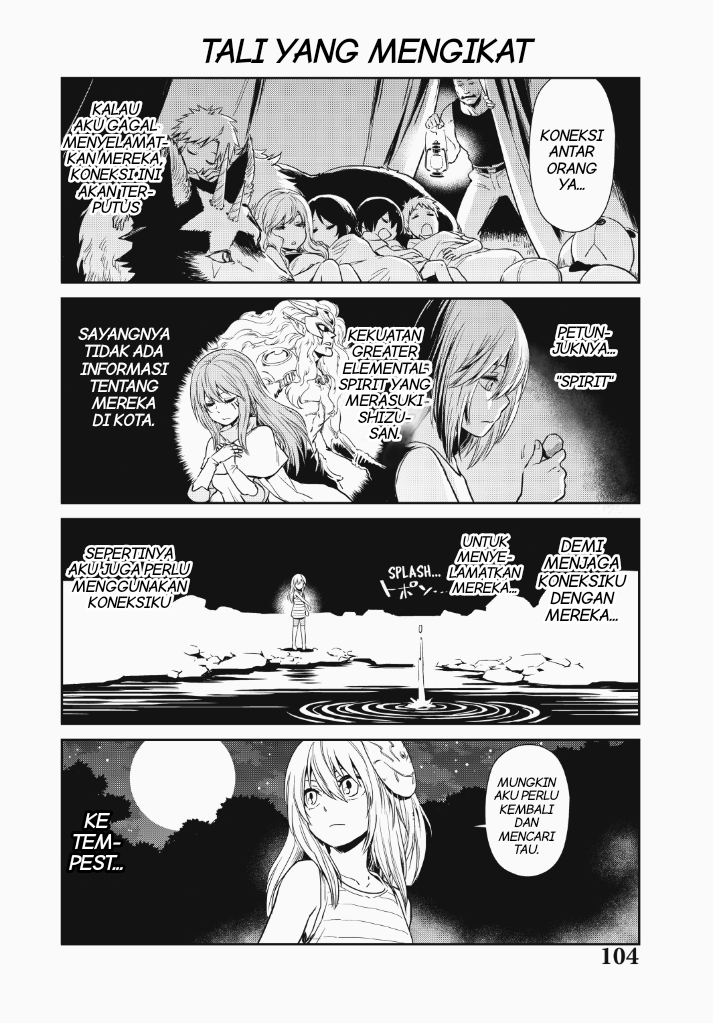 TALI YANG MENGIKAT
KONEKSI
ANTAR
ORANG
YA...
KALAU
AKU GAGAL
MENYELAMAT-
KAN MEREKA,
KONEKSI INI
AKAN TER-
PUTUS
PETUN-
JUKNYA...
"SPIRIT"
KEKUATAN
GREATER
ELEMENTAL
SPIRIT YANG
MERASUKI
SHIZU-
SAN.
SAYANGNYA
TIDAK ADA
INFORMASI
TENTANG
MEREKA
DI KOTA.
DEMI
MENJAGA
KONEKSIKU
DENGAN
MEREKA...
UNTUK
MENYE-
LAMATKAN
MEREKA...
SPLASH...
トポン...
SEPERTINYA
AKU JUGA PERLU
MENGGUNAKAN
KONEKSIKU
MUNGKIN
AKU PERLU
KEMBALI
DAN
MENCARI
TAU.
KE
TEM-
PEST...
104